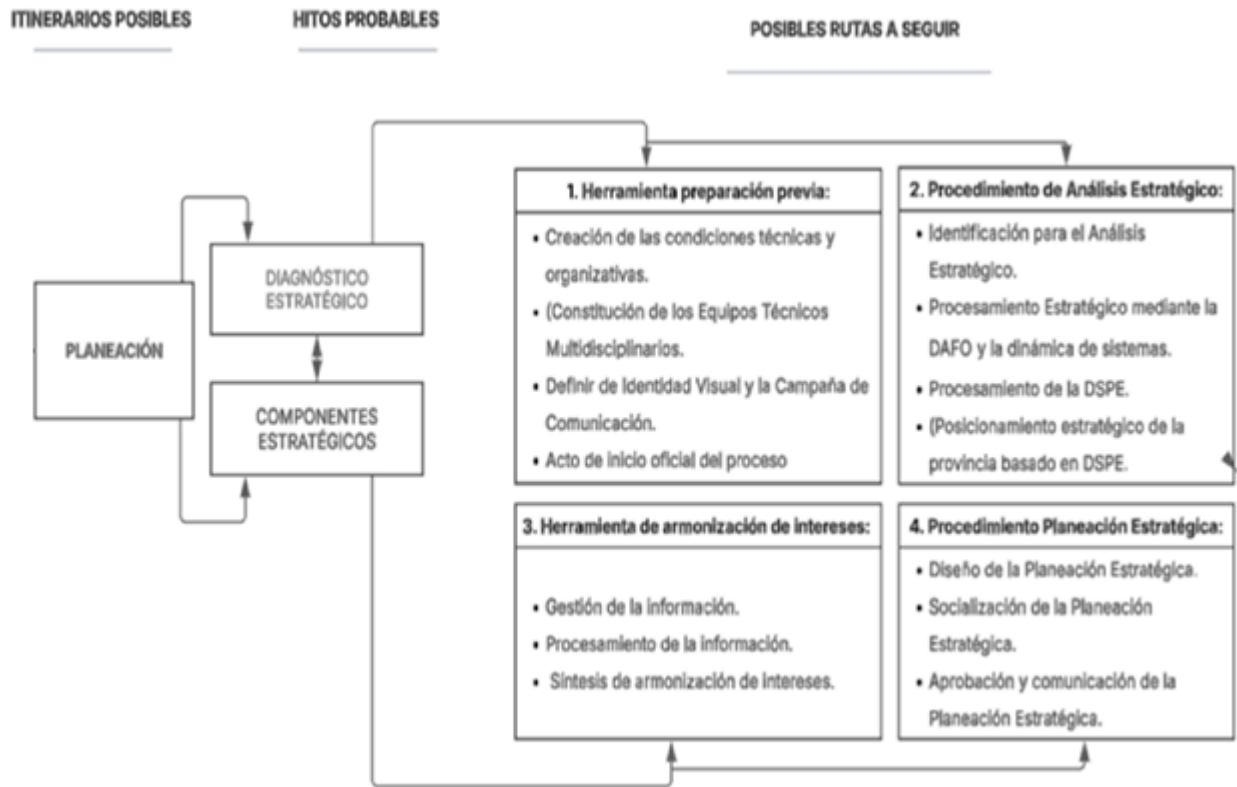 ITINERARIOS POSIBLES
HITOS PROBABLES
POSIBLES RUTAS A SEGUIR
PLANEACIÓN
DIAGNÓSTICO
ESTRATÉGICO
COMPONENTES
ESTRATÉGICOS
1. Herramienta preparación previa:
• Creación de las condiciones técnicas y
organizativas.
• (Constitución de los Equipos Técnicos
Multidisciplinarios.
• Definir de Identidad Visual y la Campaña de
Comunicación.
• Acto de inicio oficial del proceso
2. Procedimiento de Análisis Estratégico:
• Identificación para el Análisis
Estratégico.
• Procesamiento Estratégico mediante la
DAFO y la dinámica de sistemas.
• Procesamiento de la DSPE.
• (Posicionamiento estratégico de la
provincia basado en DSPE.
3. Herramienta de armonización de intereses:
• Gestión de la información.
• Procesamiento de la información.
• Síntesis de armonización de intereses.
4. Procedimiento Planeación Estratégica:
• Diseño de la Planeación Estratégica.
• Socialización de la Planeación
Estratégica.
• Aprobación y comunicación de la
Planeación Estratégica.